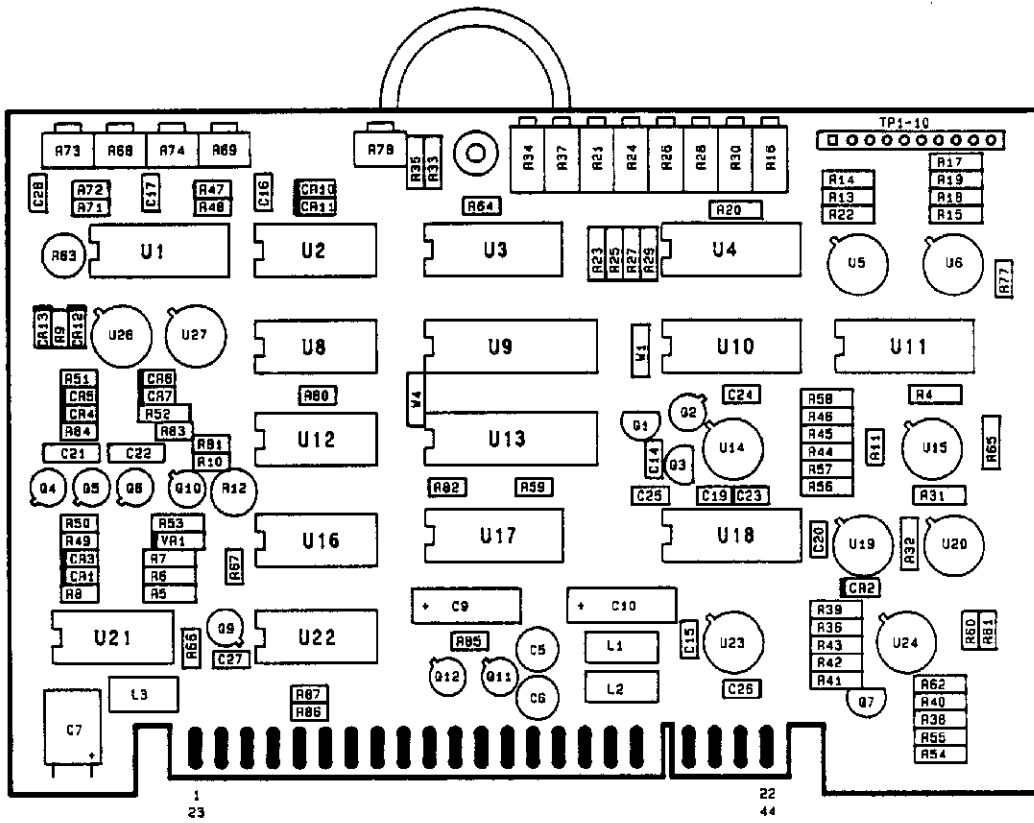 TP1-10
R73 R68 R74 R69 R78 R35 R33 R34 R37 R21 R24 R26 R28 R30 R16
R17
R14 R19
R13 R18
R22 R15
C28 R72 C17 R47 C16 CR10
R71 R48 CR11
R64 R20
R63 U1 U2 U3 R23 R25 R27 R29 U4 U5 U6 R77
CR13 R9 CR12 U26 U27 U8 U9 W1 U10 U11
R51 CR6
CR5 CR7 R80 W4 C24 R58 R4
CR4 R52 Q2 R46
R84 R83 R81 U12 U13 Q1 U14 R45 R11 U15 R65
C21 C22 R10 C14 Q3 R44
R57
Q4 Q5 Q6 Q10 R12 R82 R59 C25 C19 C23 R56 R31
R50 R53
R49 VR1 U16 U17 U18 C20 U19 R32 U20
CR3 R7 R67
CR1 R6
R8 R5 CR2
+ C9 + C10 R39
U21 R66 Q9 U22 R85 C5 L1 C15 U23 R36 U24 R60 R61
C27 R43
R42
L3 Q12 Q11 C6 L2 C26 R41 R62
R87 Q7 R40
R86 R38
C7 + R55
R54
1 22
23 44